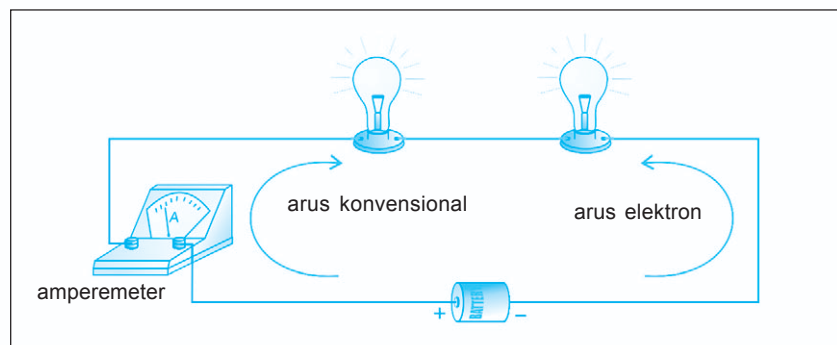 arus konvensional
arus elektron
A
amperemeter
+ BATTERY −